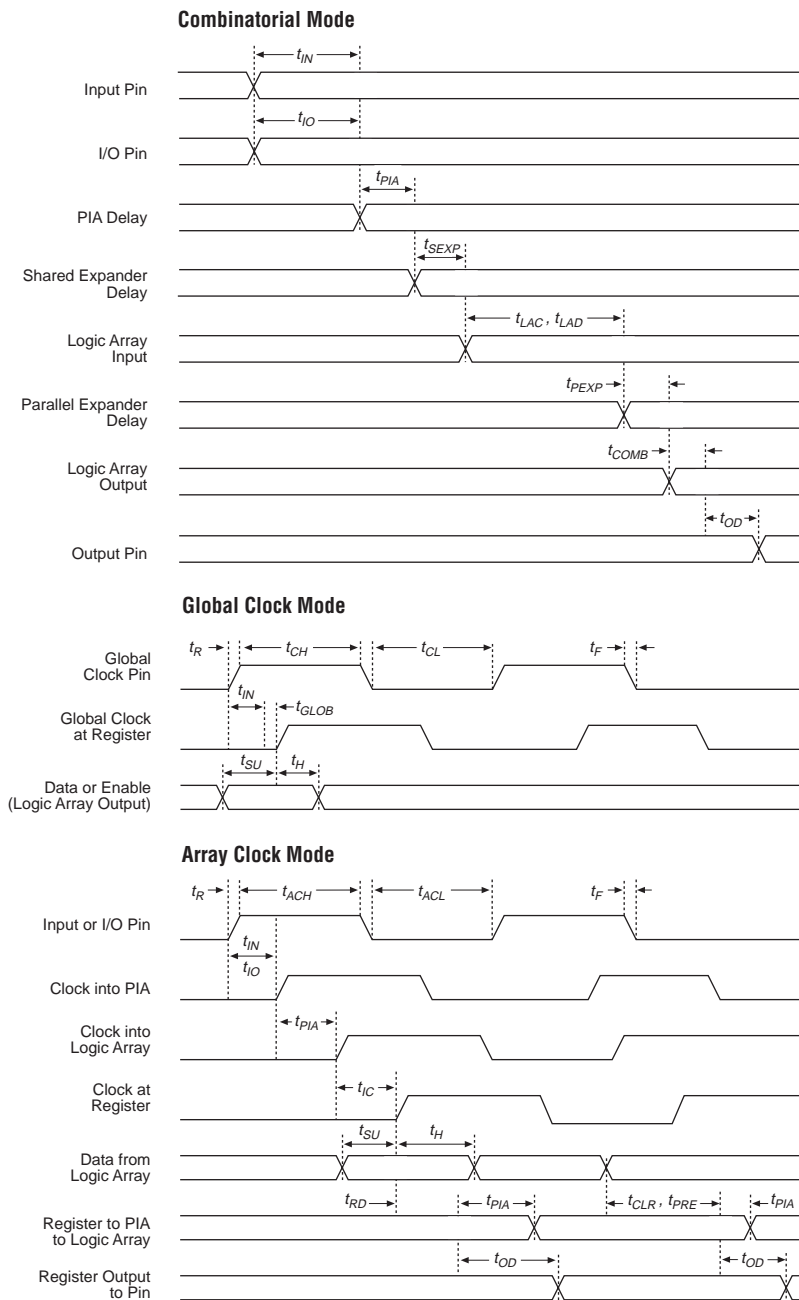 Combinatorial Mode
tIN
Input Pin
tIO
I/O Pin
tPIA
PIA Delay
tSEXP
Shared Expander
Delay
tLAC , tLAD
Logic Array
Input
tPEXP
Parallel Expander
Delay
tCOMB
Logic Array
Output
tOD
Output Pin
Global Clock Mode
tR tCH tCL tF
Global
Clock Pin
tIN
tGLOB
Global Clock
at Register
tSU tH
Data or Enable
(Logic Array Output)
Array Clock Mode
tR tACH tACL tF
Input or I/O Pin
tIN
tIO
Clock into PIA
tPIA
Clock into
Logic Array
tIC
Clock at
Register
tSU tH
Data from
Logic Array
tRD tPIA tCLR , tPRE tPIA
Register to PIA
to Logic Array
tOD tOD
Register Output
to Pin